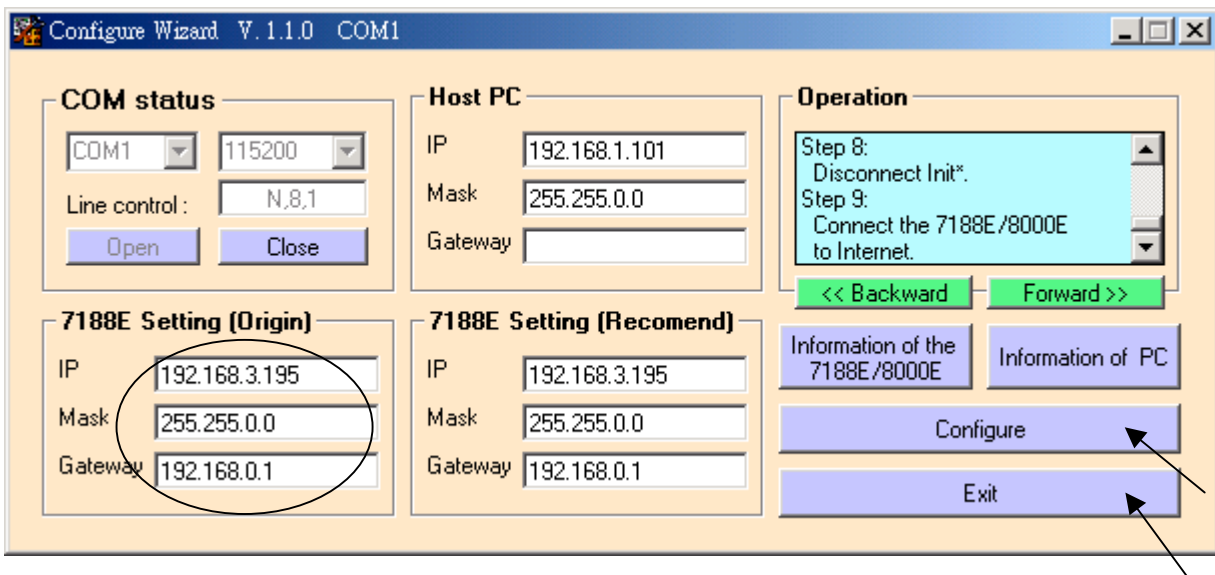 Configure Wizard V. 1.1.0 COM1
COM status
COM1
115200
Line control :
N,8,1
Open
Close
Host PC
IP
192.168.1.101
Mask
255.255.0.0
Gateway
Operation
Step 8:
Disconnect Init*.
Step 9:
Connect the 7188E/8000E
to Internet.
<< Backward
Forward >>
7188E Setting (Origin)
IP
192.168.3.195
Mask
255.255.0.0
Gateway
192.168.0.1
7188E Setting (Recomend)
IP
192.168.3.195
Mask
255.255.0.0
Gateway
192.168.0.1
Information of the
7188E/8000E
Information of PC
Configure
Exit